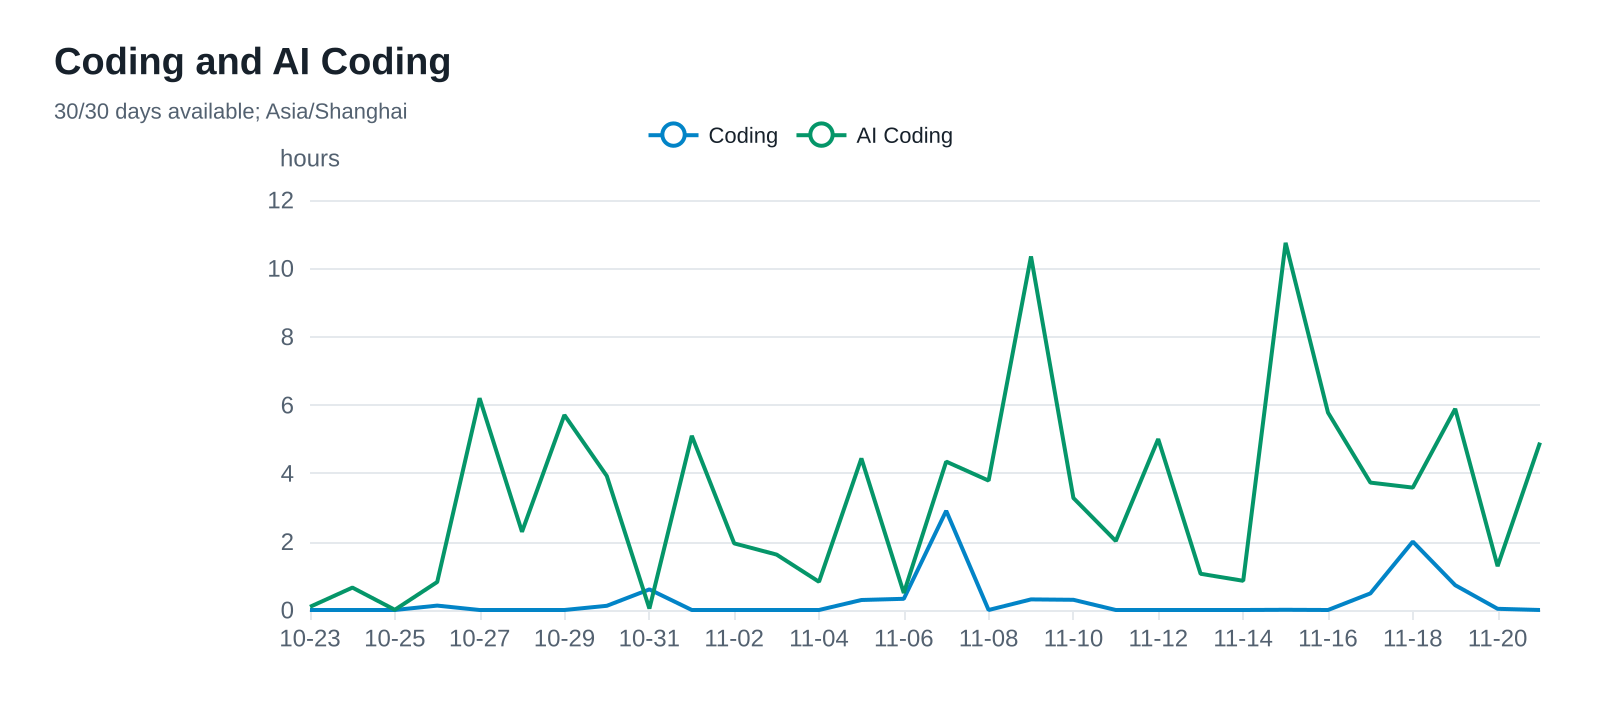 Coding and AI Coding
30/30 days available; Asia/Shanghai
Coding AI Coding
hours
12
10
8
6
4
2
0
10-23 10-25 10-27 10-29 10-31 11-02 11-04 11-06 11-08 11-10 11-12 11-14 11-16 11-18 11-20